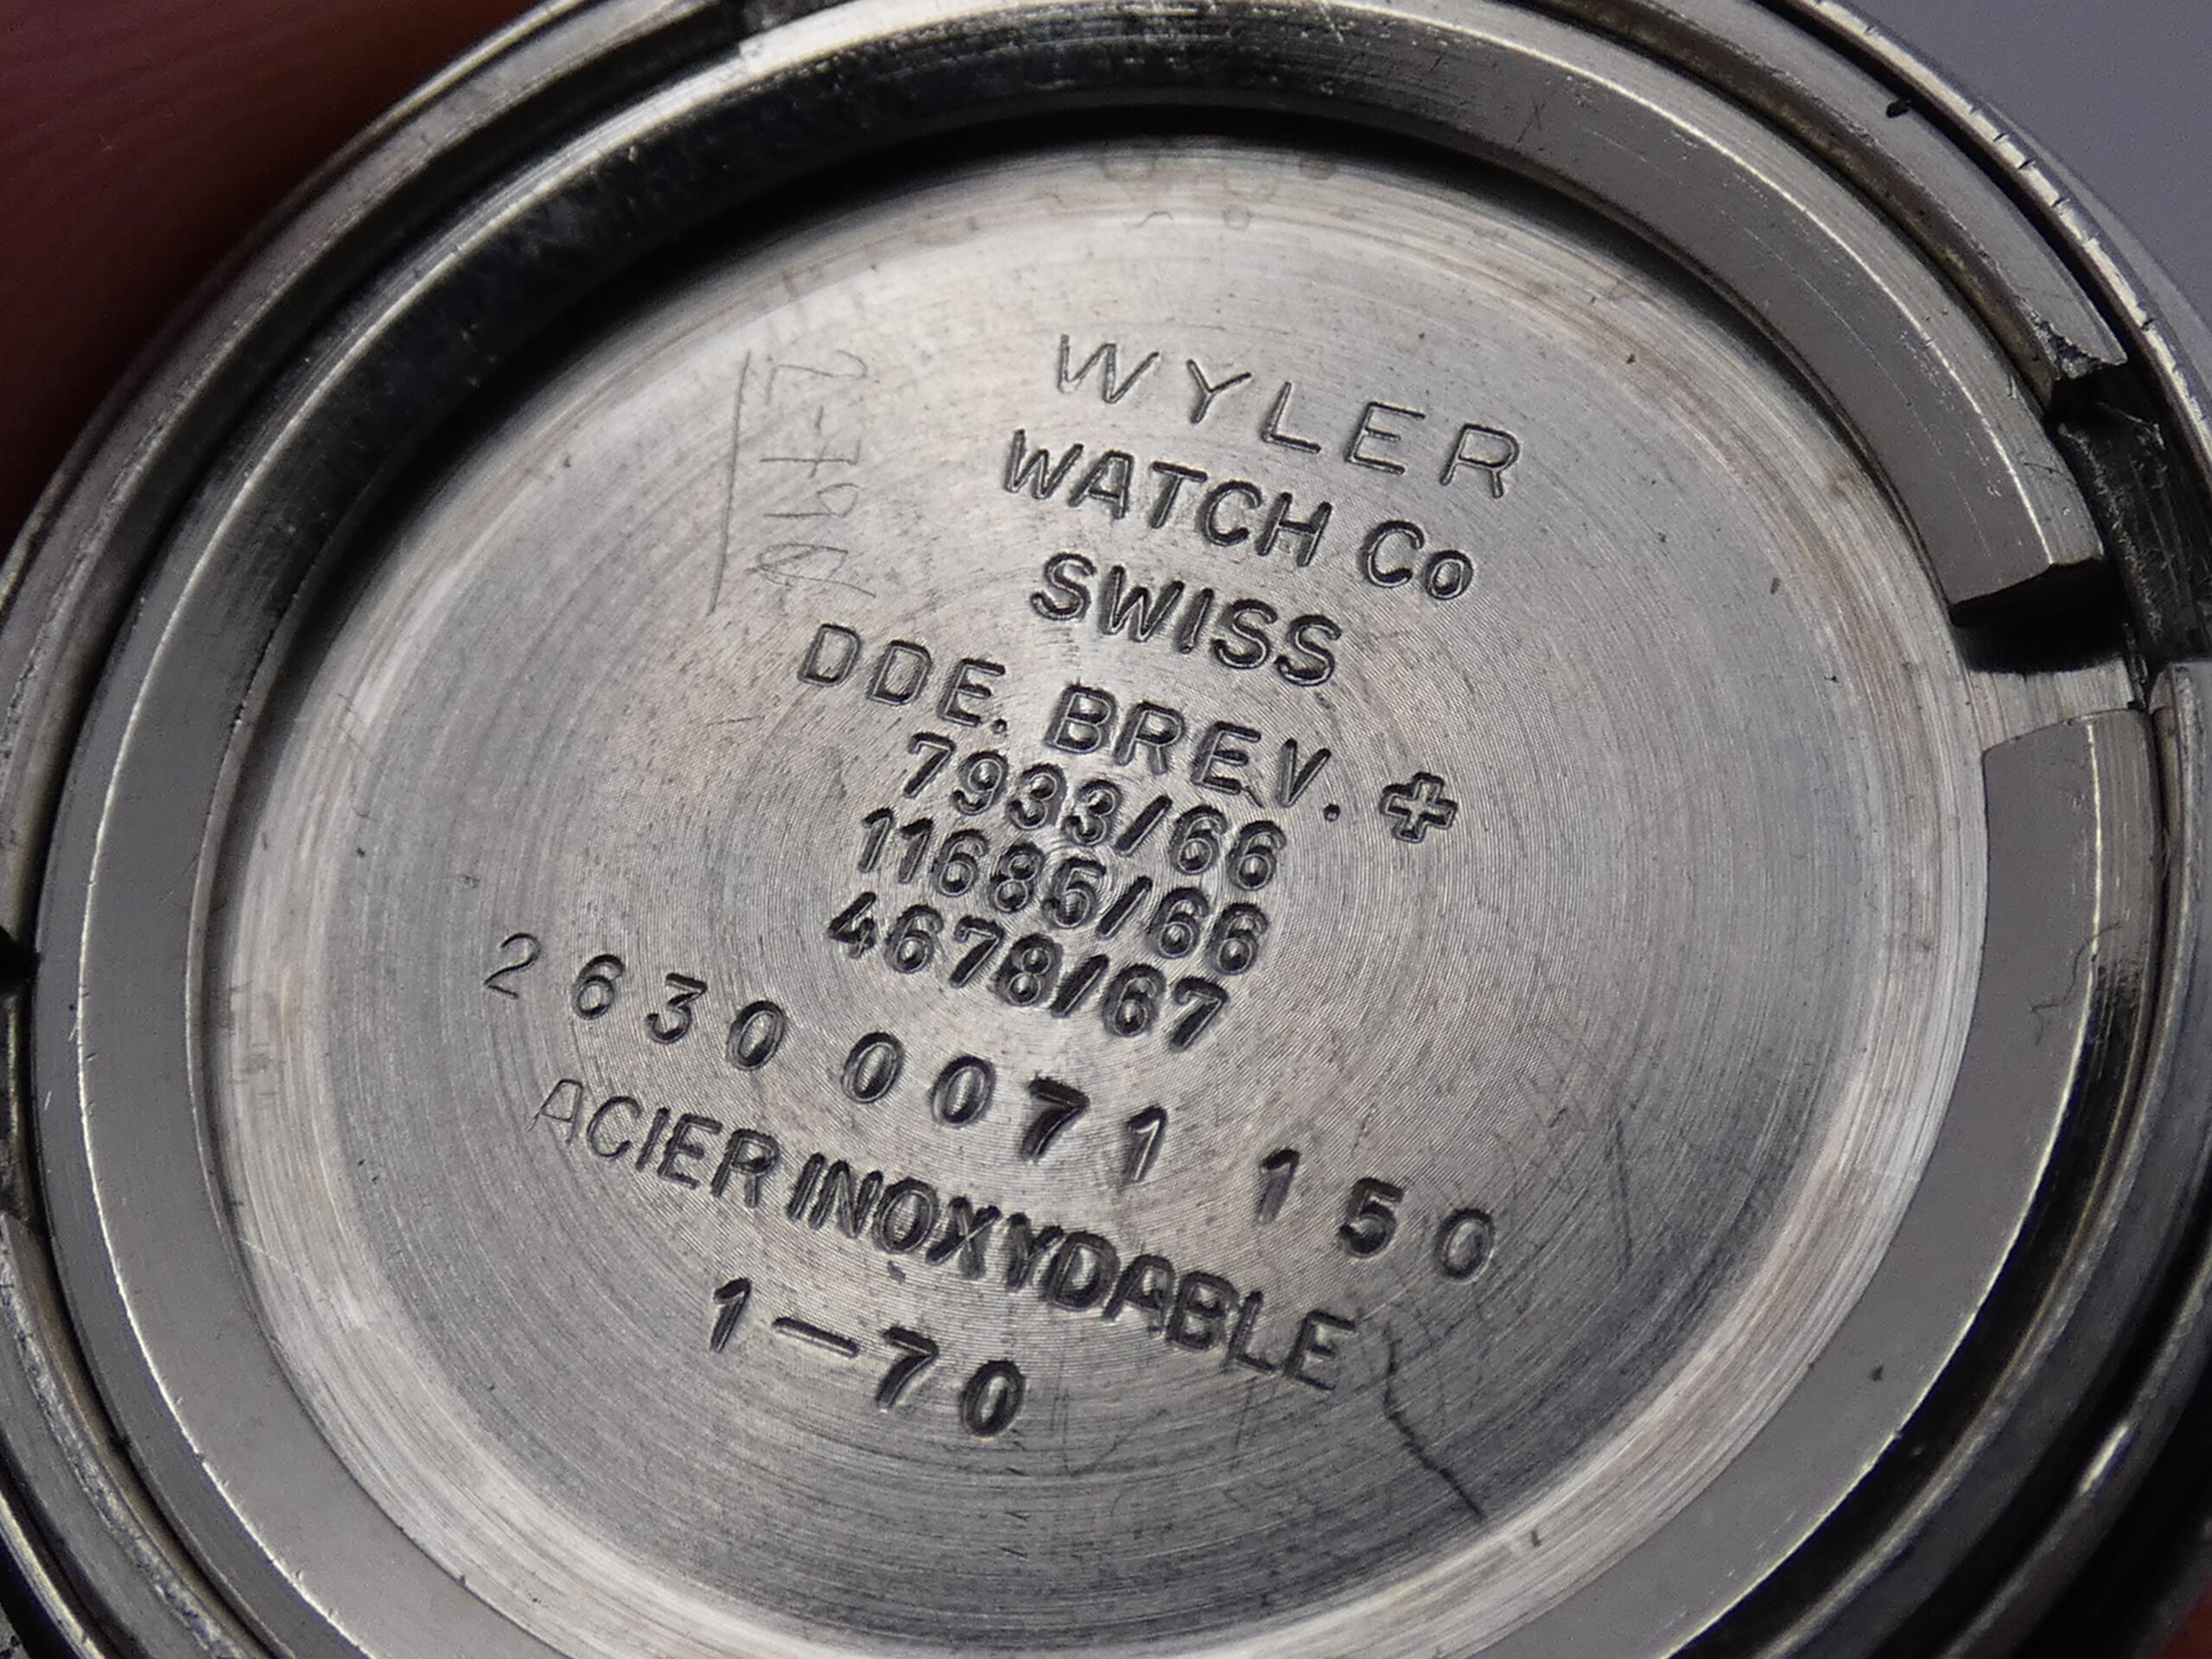 WYLER
WATCH Co
SWISS
DDE. BREV. ✚
7933/66
11685/66
4678/67
2630 0071 150
ACIER INOXYDABLE
1-70